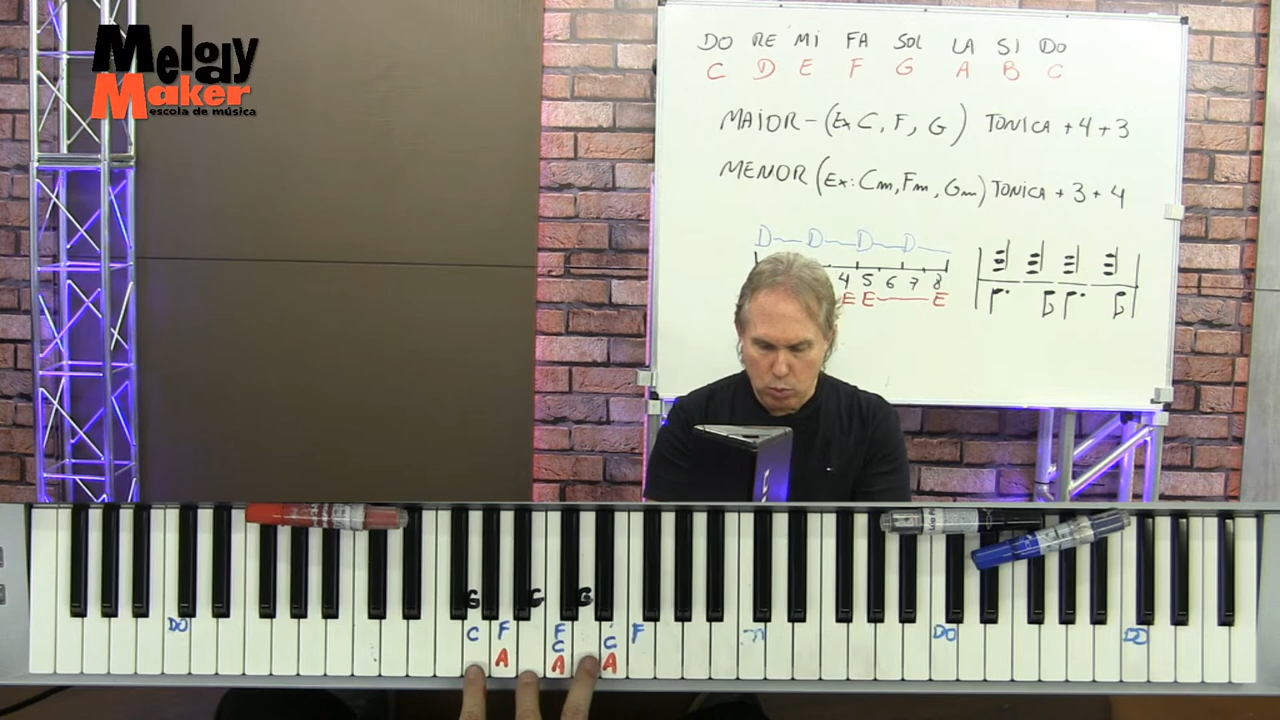 Melody
Maker
escola de música
DO RE MI FA SOL LA SI DO
C D E F G A B C
MAIOR - (Ex C, F, G) TONICA +4 +3
MENOR (Ex: Cm, Fm, Gm) TONICA + 3 + 4
D D D D
4 5 6 7 8
E E E
G G G
DO C F F C C F DO DO
A A A